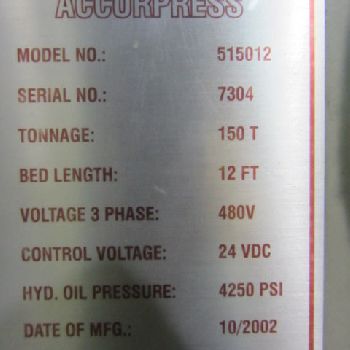 ACCURPRESS
MODEL NO.: 515012
SERIAL NO.: 7304
TONNAGE: 150 T
BED LENGTH: 12 FT
VOLTAGE 3 PHASE: 480V
CONTROL VOLTAGE: 24 VDC
HYD. OIL PRESSURE: 4250 PSI
DATE OF MFG.: 10/2002